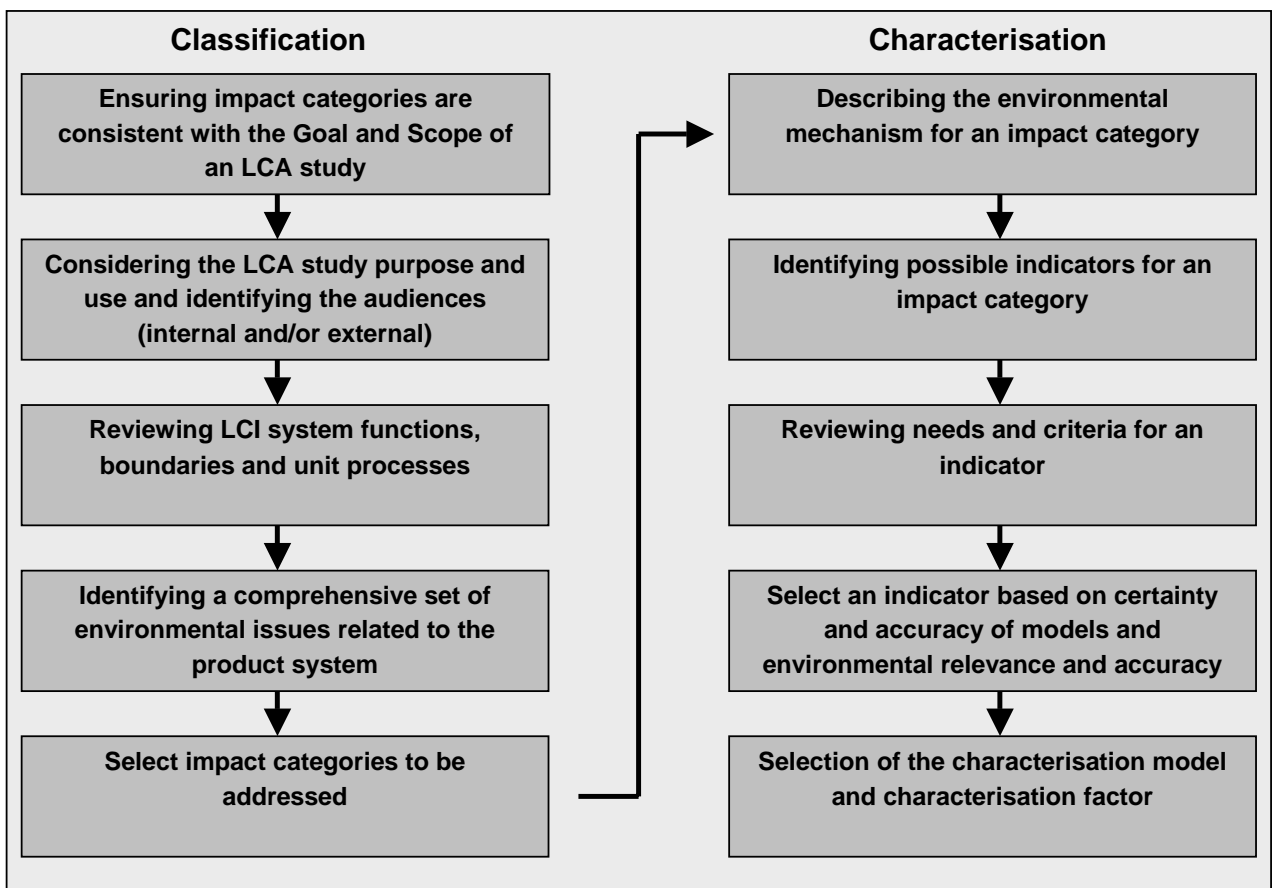 Classification
Ensuring impact categories are
consistent with the Goal and Scope of
an LCA study
Considering the LCA study purpose and
use and identifying the audiences
(internal and/or external)
Reviewing LCI system functions,
boundaries and unit processes
Identifying a comprehensive set of
environmental issues related to the
product system
Select impact categories to be
addressed
Characterisation
Describing the environmental
mechanism for an impact category
Identifying possible indicators for an
impact category
Reviewing needs and criteria for an
indicator
Select an indicator based on certainty
and accuracy of models and
environmental relevance and accuracy
Selection of the characterisation model
and characterisation factor